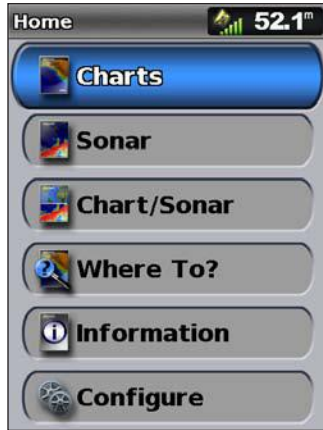 Home 52.1m
Charts
Sonar
Chart/Sonar
Where To?
Information
Configure